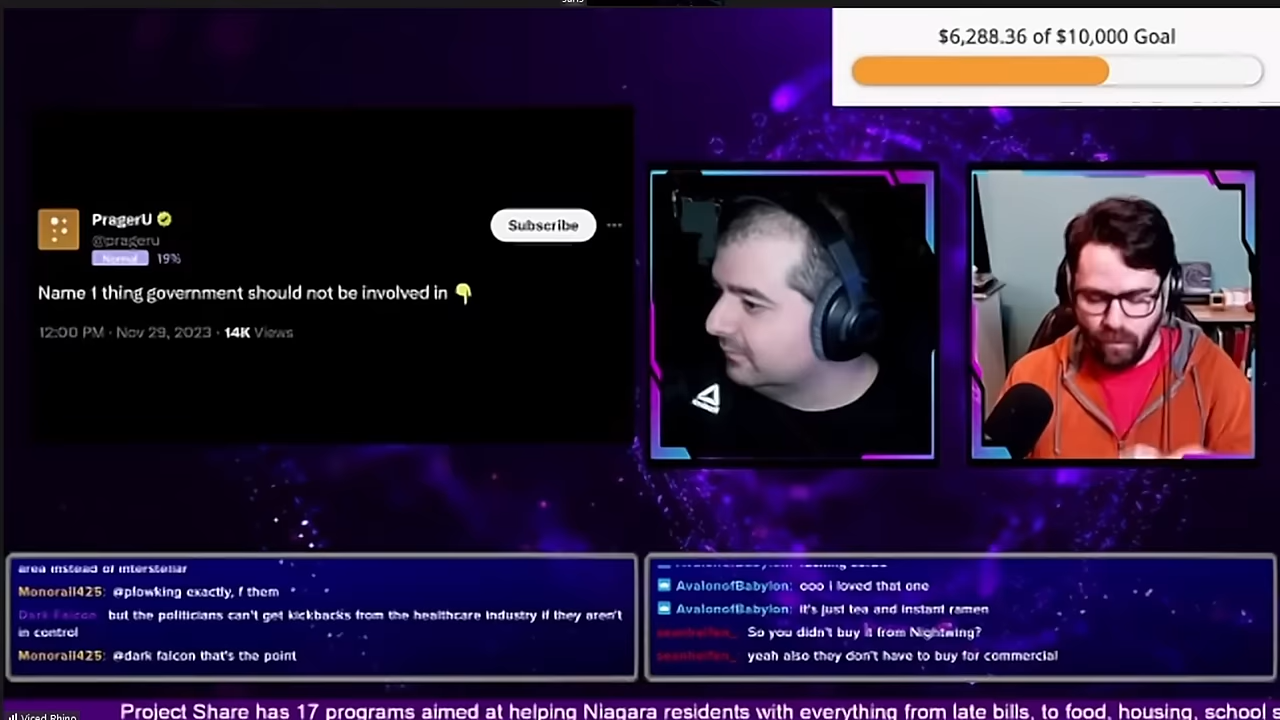 $6,288.36 of $10,000 Goal
PragerU
@prageru
Normal 19%
Subscribe
Name 1 thing government should not be involved in
12:00 PM · Nov 29, 2023 · 14K Views
area instead of interstellar
Monorail425: @plowking exactly, f them
Dark Falcon but the politicians can't get kickbacks from the healthcare industry if they aren't
in control
Monorail425: @dark falcon that's the point
AvalonofBabylon: ooo i loved that one
AvalonofBabylon: it's just tea and instant ramen
So you didn't buy it from Nightwing?
yeah also they don't have to buy for commercial
Viced Rhino
Project Share has 17 programs aimed at helping Niagara residents with everything from late bills, to food, housing, school s